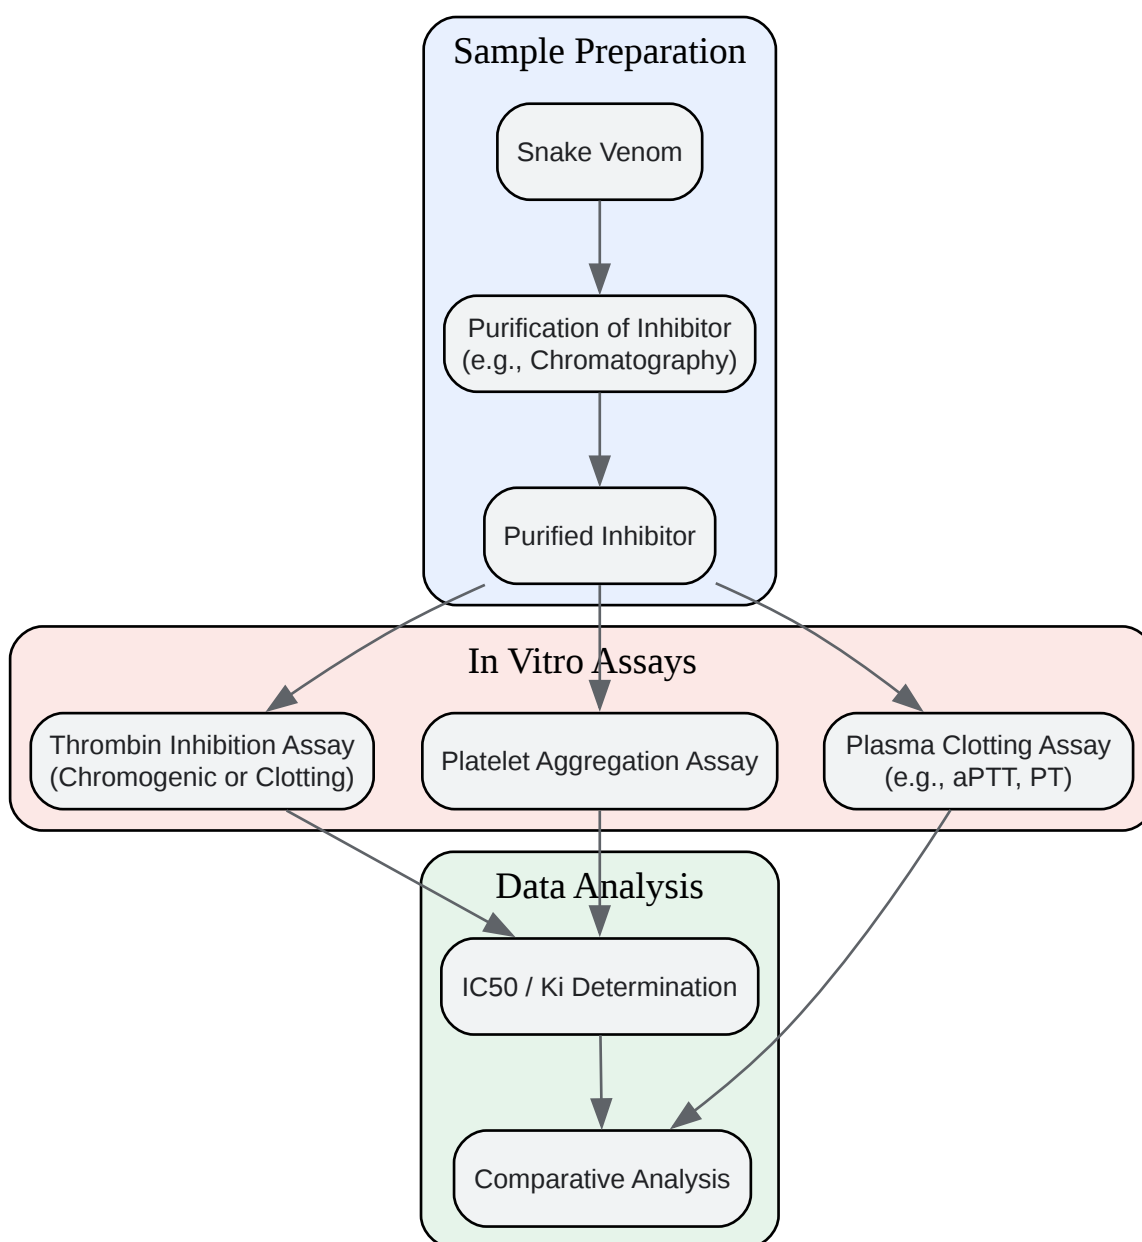 Sample Preparation
Snake Venom
Purification of Inhibitor
(e.g., Chromatography)
Purified Inhibitor
In Vitro Assays
Thrombin Inhibition Assay
(Chromogenic or Clotting)
Platelet Aggregation Assay
Plasma Clotting Assay
(e.g., aPTT, PT)
Data Analysis
IC50 / Ki Determination
Comparative Analysis